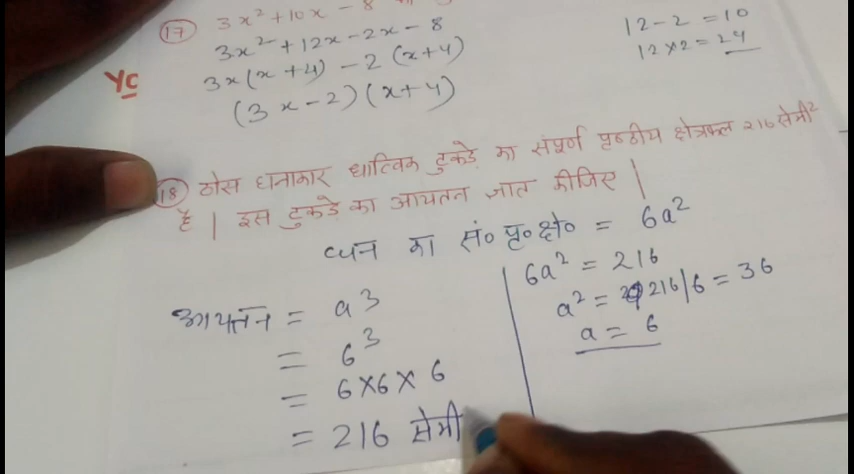 17 3x² + 10x - 8
3x² + 12x - 2x - 8
3x(x + 4) - 2(x + 4)
(3x - 2)(x + 4)
12 - 2 = 10
12 × 2 = 24
Yc
18 ठोस घनाकार धात्विक टुकड़े का संपूर्ण पृष्ठीय क्षेत्रफल 216 सेमी²
है | इस टुकड़े का आयतन ज्ञात कीजिए |
घन का सं० पृ० क्षे० = 6a²
6a² = 216
a² = 216/6 = 36
a = 6
आयतन = a³
= 6³
= 6×6×6
= 216 सेमी